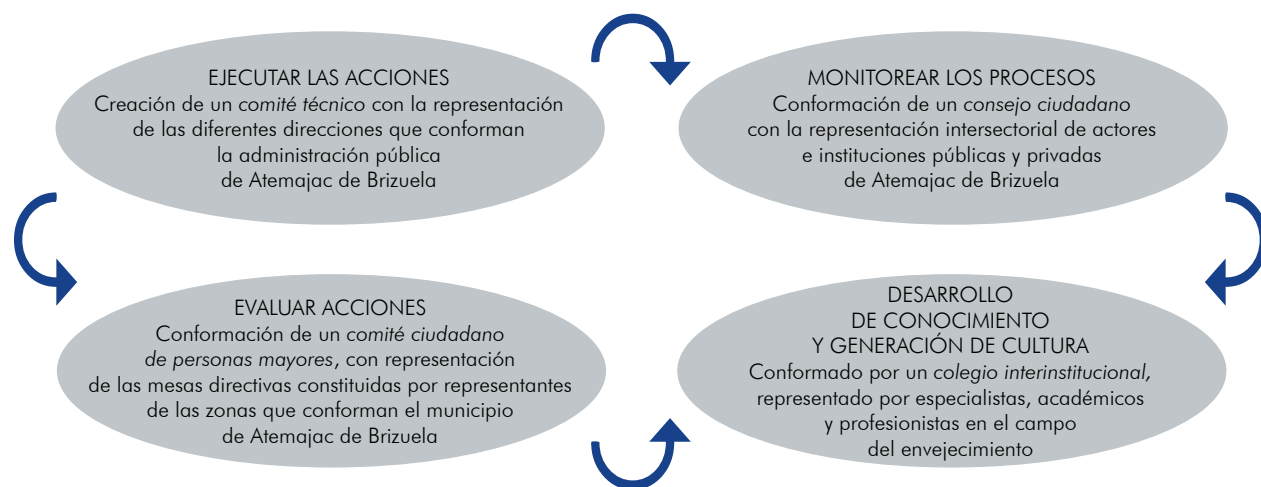 EJECUTAR LAS ACCIONES
Creación de un comité técnico con la representación
de las diferentes direcciones que conforman
la administración pública
de Atemajac de Brizuela
MONITOREAR LOS PROCESOS
Conformación de un consejo ciudadano
con la representación intersectorial de actores
e instituciones públicas y privadas
de Atemajac de Brizuela
EVALUAR ACCIONES
Conformación de un comité ciudadano
de personas mayores, con representación
de las mesas directivas constituidas por representantes
de las zonas que conforman el municipio
de Atemajac de Brizuela
DESARROLLO
DE CONOCIMIENTO
Y GENERACIÓN DE CULTURA
Conformado por un colegio interinstitucional,
representado por especialistas, académicos
y profesionistas en el campo
del envejecimiento